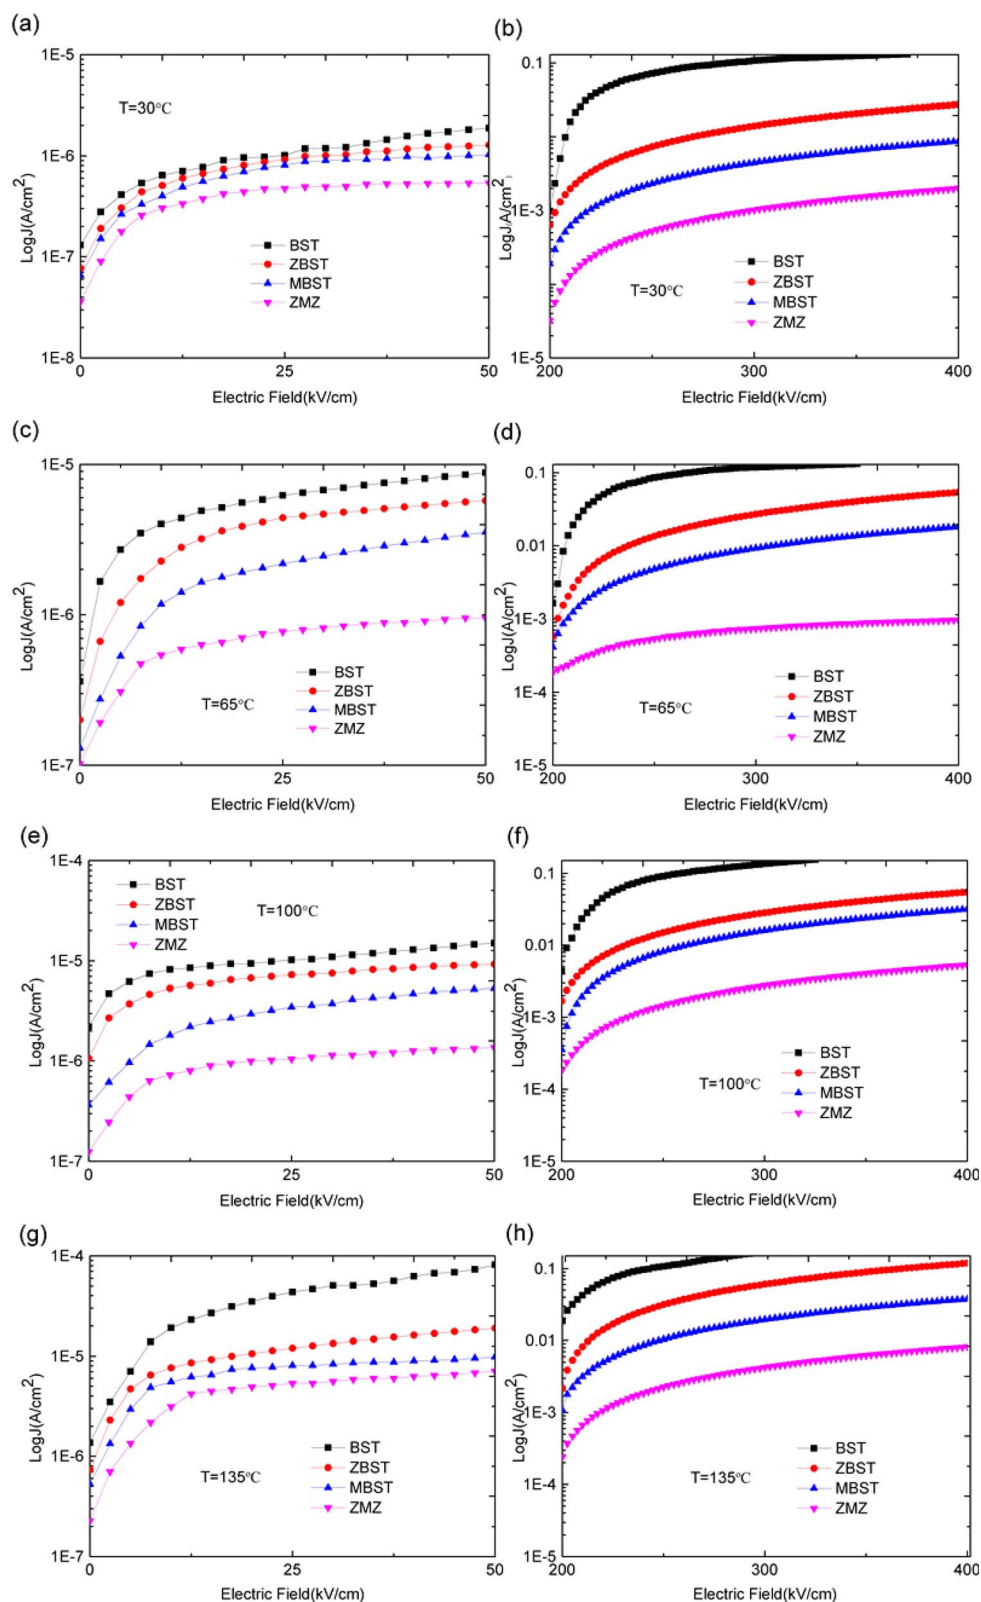 (a)
1E-5
T=30°C
1E-6
LogJ(A/cm²)
1E-7
BST
ZBST
MBST
ZMZ
1E-8
0
25
50
Electric Field(kV/cm)
(b)
0.1
LogJ(A/cm²)
1E-3
BST
ZBST
MBST
ZMZ
T=30°C
1E-5
200
300
400
Electric Field(kV/cm)
(c)
1E-5
LogJ(A/cm²)
1E-6
BST
ZBST
MBST
ZMZ
T=65°C
1E-7
0
25
50
Electric Field(kV/cm)
(d)
0.1
0.01
LogJ(A/cm²)
1E-3
1E-4
BST
ZBST
MBST
ZMZ
T=65°C
1E-5
200
300
400
Electric Field(kV/cm)
(e)
1E-4
BST
ZBST
MBST
ZMZ
T=100°C
1E-5
LogJ(A/cm²)
1E-6
1E-7
0
25
50
Electric Field(kV/cm)
(f)
0.1
0.01
LogJ(A/cm²)
1E-3
1E-4
BST
ZBST
MBST
ZMZ
T=100°C
1E-5
200
300
400
Electric Field(kV/cm)
(g)
1E-4
1E-5
LogJ(A/cm²)
1E-6
BST
ZBST
MBST
ZMZ
T=135°C
1E-7
0
25
50
Electric Field(kV/cm)
(h)
0.1
0.01
LogJ(A/cm²)
1E-3
1E-4
BST
ZBST
MBST
ZMZ
T=135°C
1E-5
200
300
400
Electric Field(kV/cm)